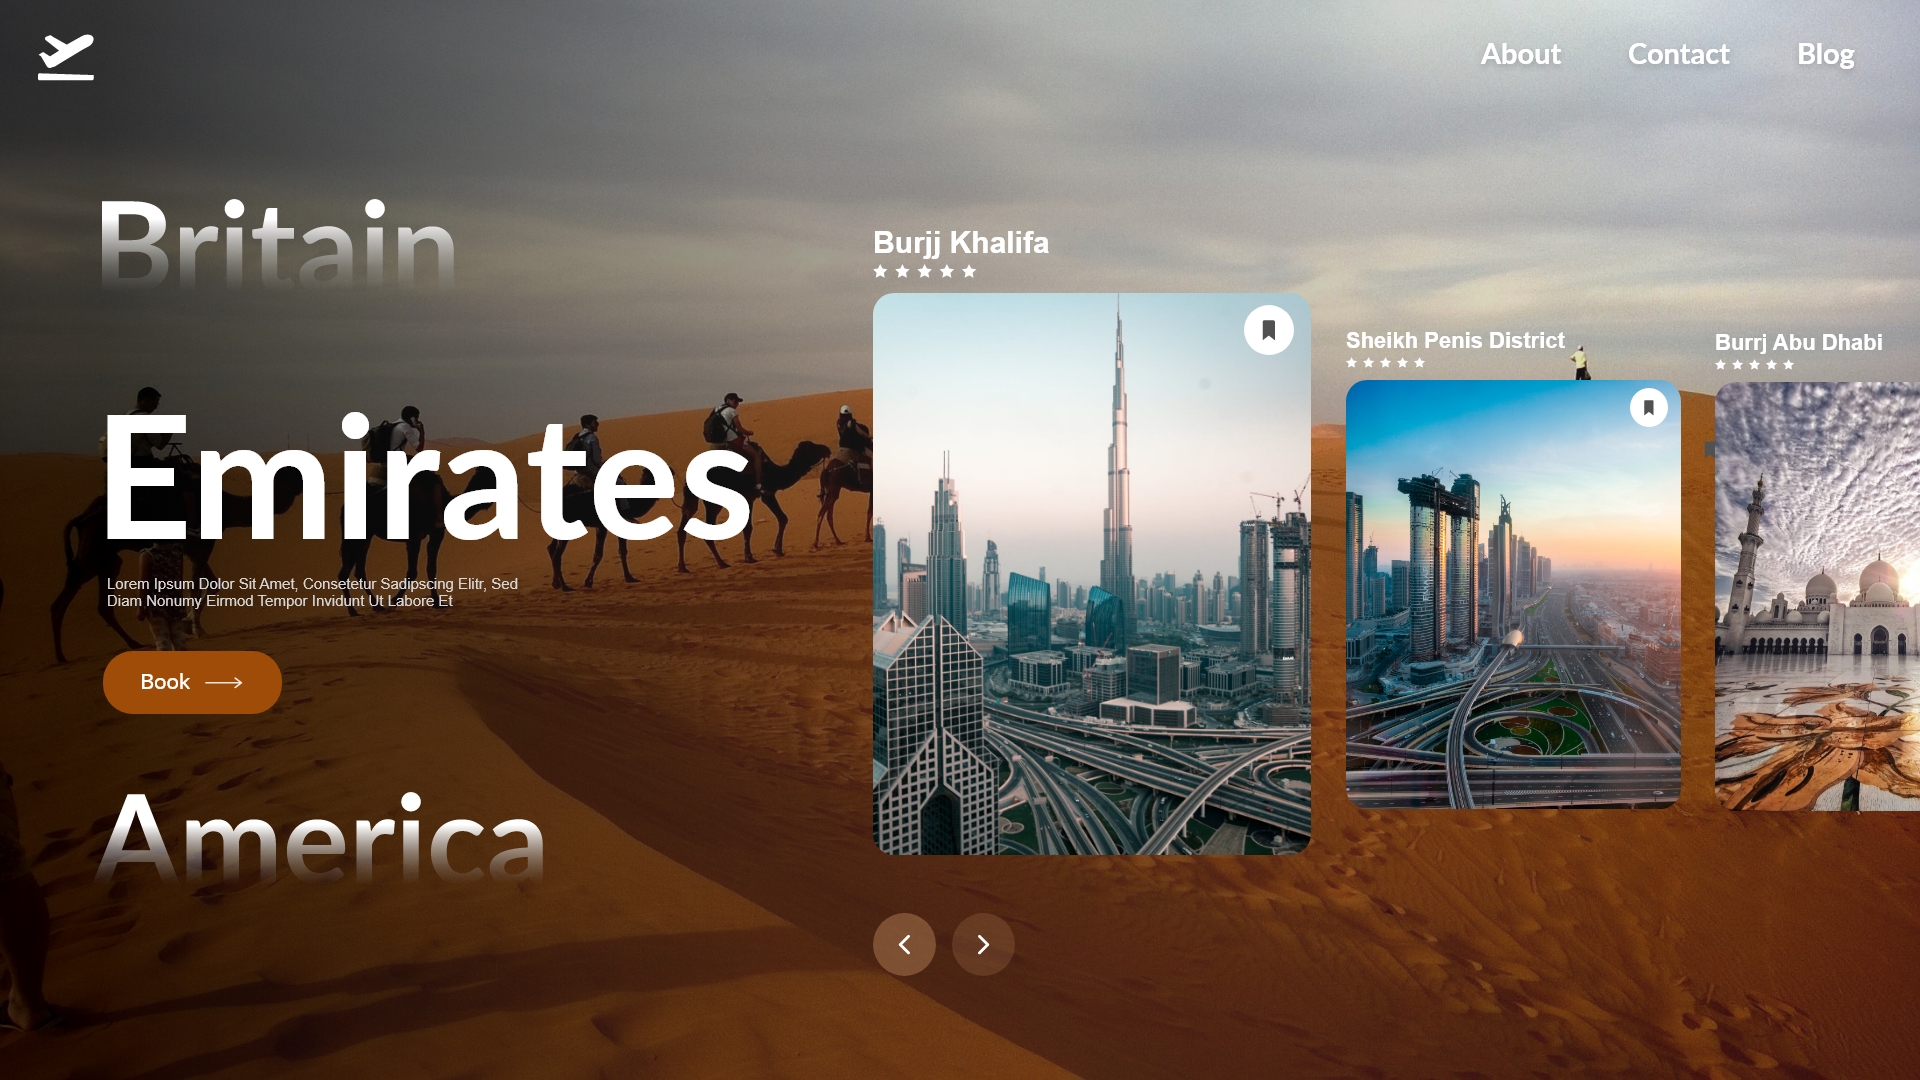 About
Contact
Blog
Britain
Emirates
Lorem Ipsum Dolor Sit Amet, Consetetur Sadipscing Elitr, Sed
Diam Nonumy Eirmod Tempor Invidunt Ut Labore Et
Book
America
Burjj Khalifa
Sheikh Penis District
Burrj Abu Dhabi